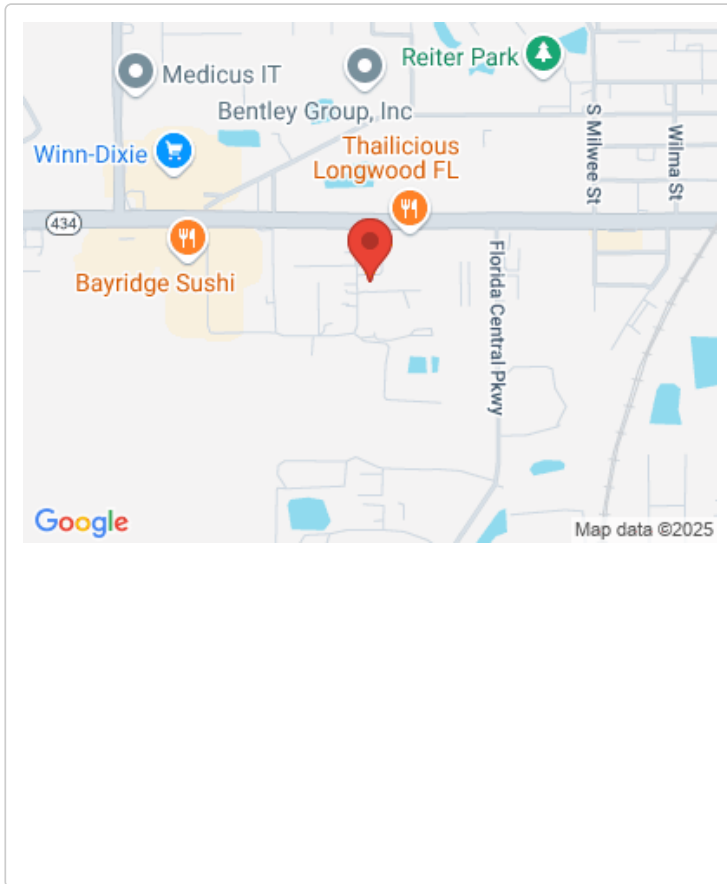 Reiter Park
Medicus IT
Bentley Group, Inc
S Milwee St
Wilma St
Thailicious
Longwood FL
Winn-Dixie
434
Bayridge Sushi
Florida Central Pkwy
Google
Map data ©2025